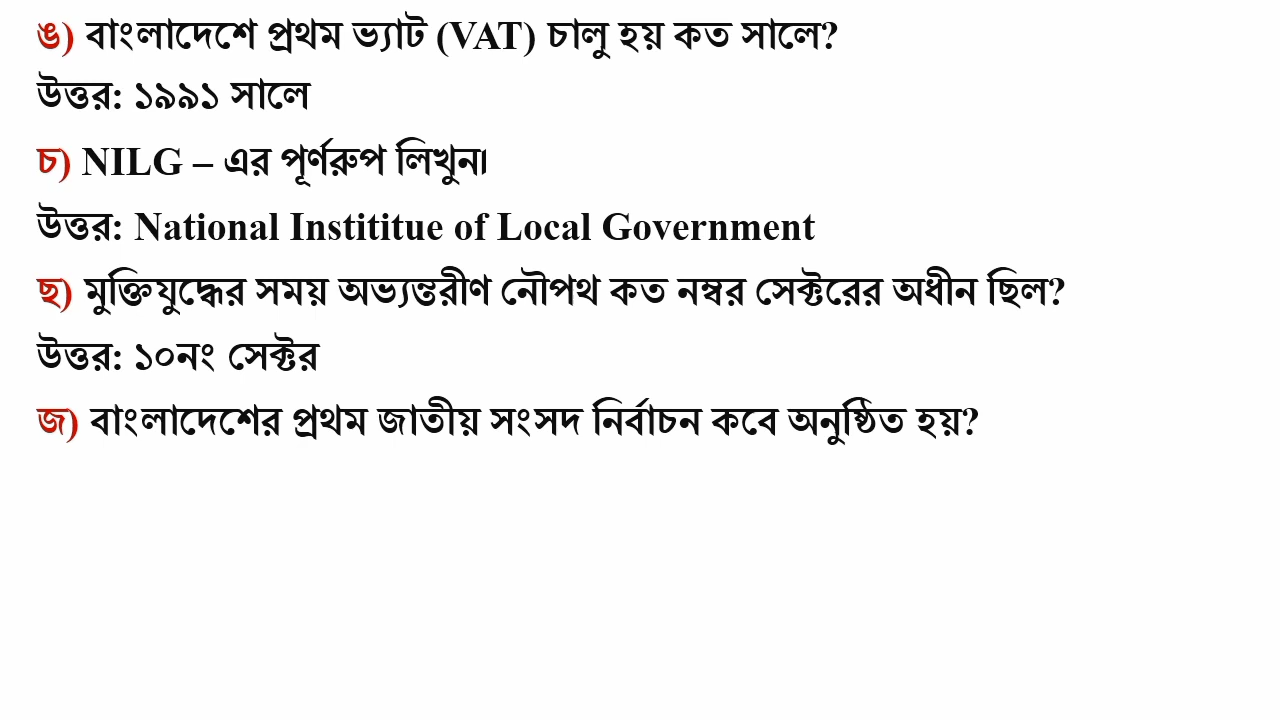 ঙ) বাংলাদেশে প্রথম ভ্যাট (VAT) চালু হয় কত সালে?
উত্তর: ১৯৯১ সালে
চ) NILG – এর পূর্ণরুপ লিখুন।
উত্তর: National Instititue of Local Government
ছ) মুক্তিযুদ্ধের সময় অভ্যন্তরীণ নৌপথ কত নম্বর সেক্টরের অধীন ছিল?
উত্তর: ১০নং সেক্টর
জ) বাংলাদেশের প্রথম জাতীয় সংসদ নির্বাচন কবে অনুষ্ঠিত হয়?